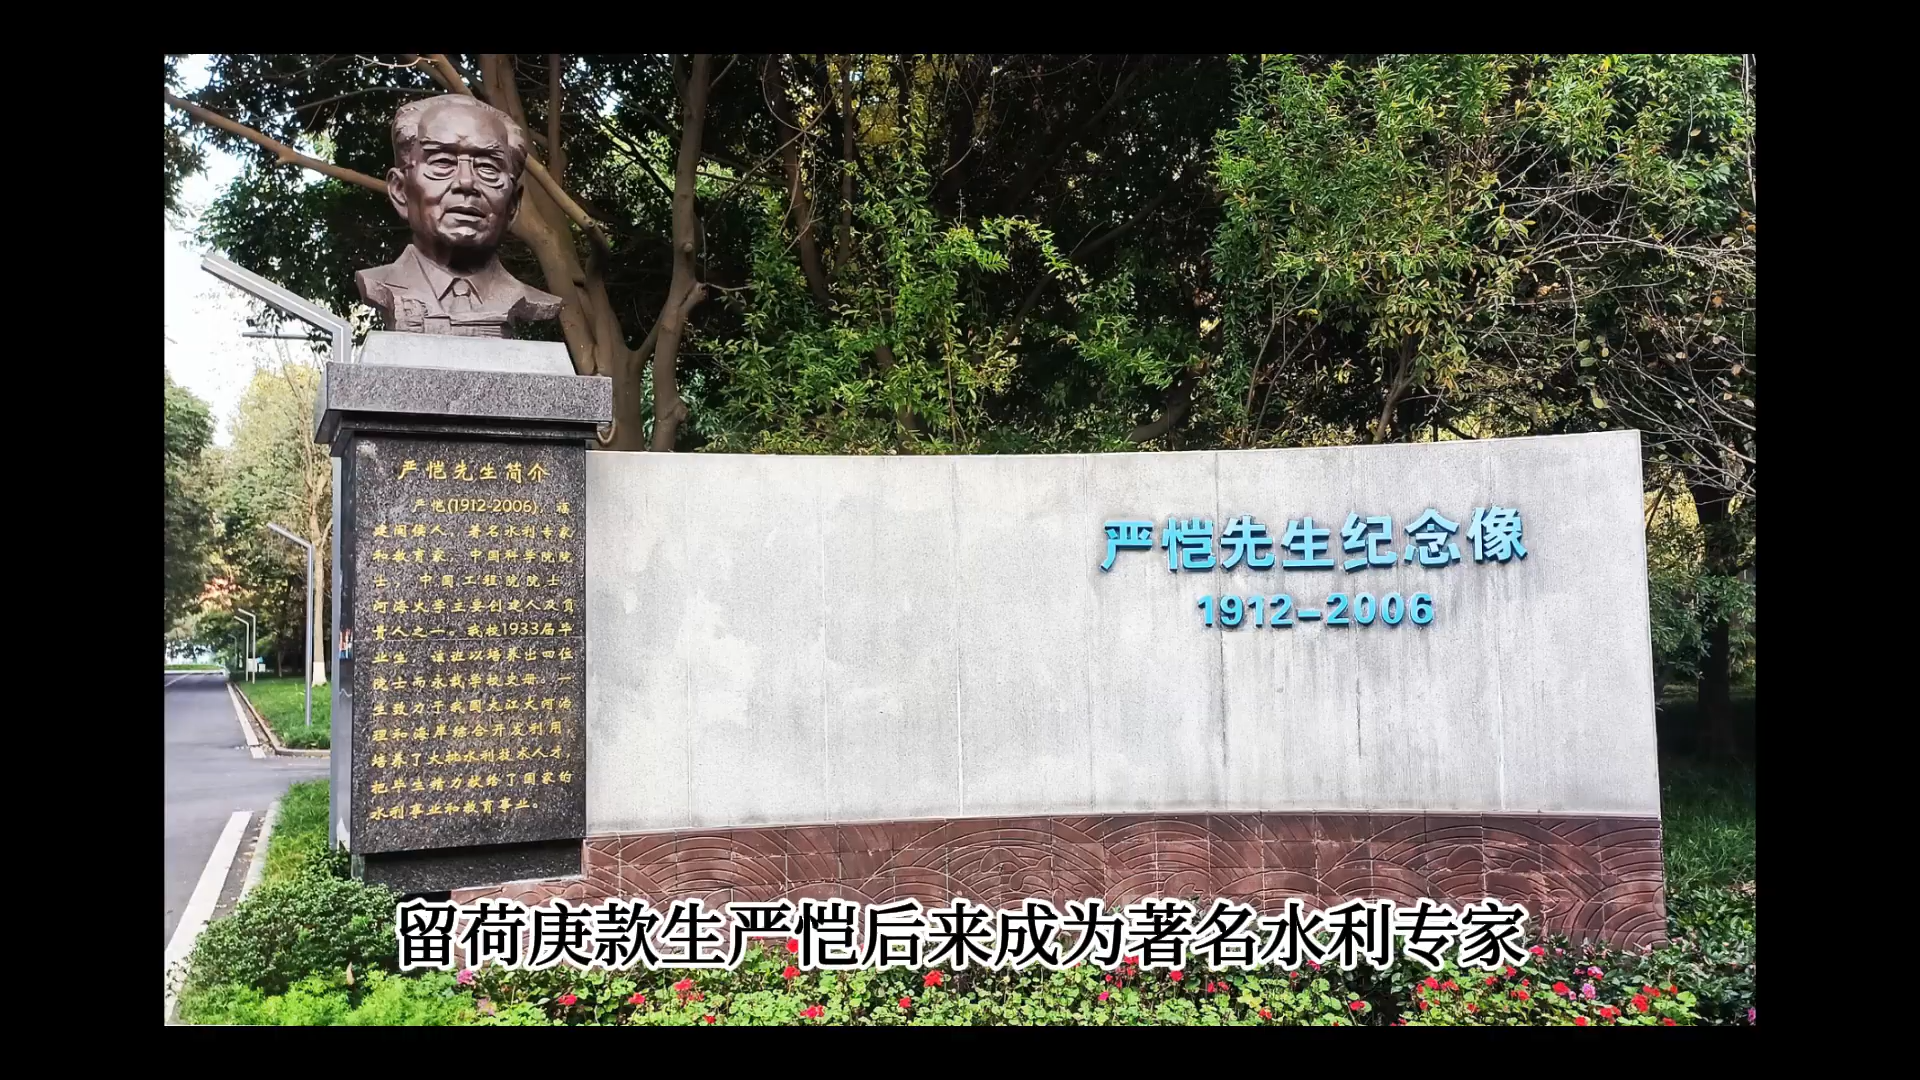 严恺先生简介
严恺(1912-2006)，福
建闽侯人，著名水利专家
和教育家，中国科学院院
士，中国工程院院士，
河海大学主要创建人及负
责人之一。我校1933届毕
业生，该班以培养出四位
院士而永载学校史册。一
生致力于我国大江大河治
理和海岸综合开发利用，
培养了大批水利技术人才，
把毕生精力献给了国家的
水利事业和教育事业。
严恺先生纪念像
1912-2006
留荷庚款生严恺后来成为著名水利专家